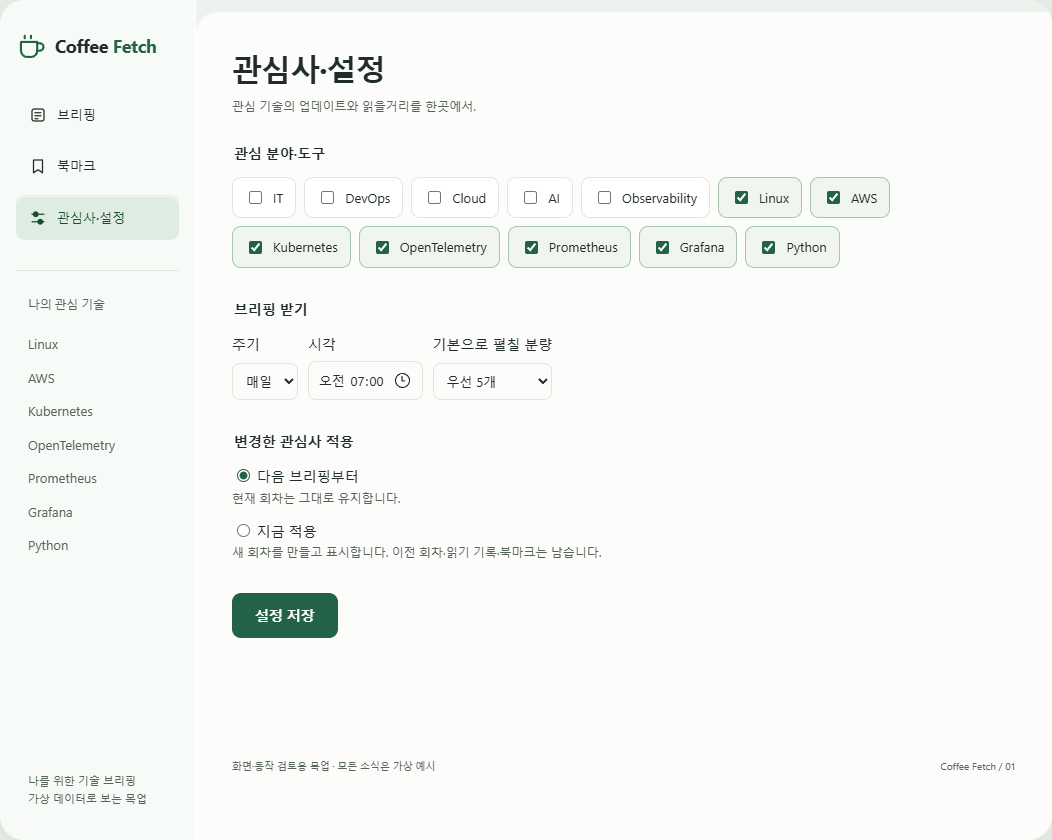 Coffee Fetch
브리핑
북마크
관심사·설정
나의 관심 기술
Linux
AWS
Kubernetes
OpenTelemetry
Prometheus
Grafana
Python
나를 위한 기술 브리핑
가상 데이터로 보는 목업
관심사·설정
관심 기술의 업데이트와 읽을거리를 한곳에서.
관심 분야·도구
IT DevOps Cloud AI Observability Linux AWS
Kubernetes OpenTelemetry Prometheus Grafana Python
브리핑 받기
주기 시각 기본으로 펼칠 분량
매일 오전 07:00 우선 5개
변경한 관심사 적용
다음 브리핑부터
현재 회차는 그대로 유지합니다.
지금 적용
새 회차를 만들고 표시합니다. 이전 회차·읽기 기록·북마크는 남습니다.
설정 저장
화면·동작 검토용 목업 · 모든 소식은 가상 예시
Coffee Fetch / 01